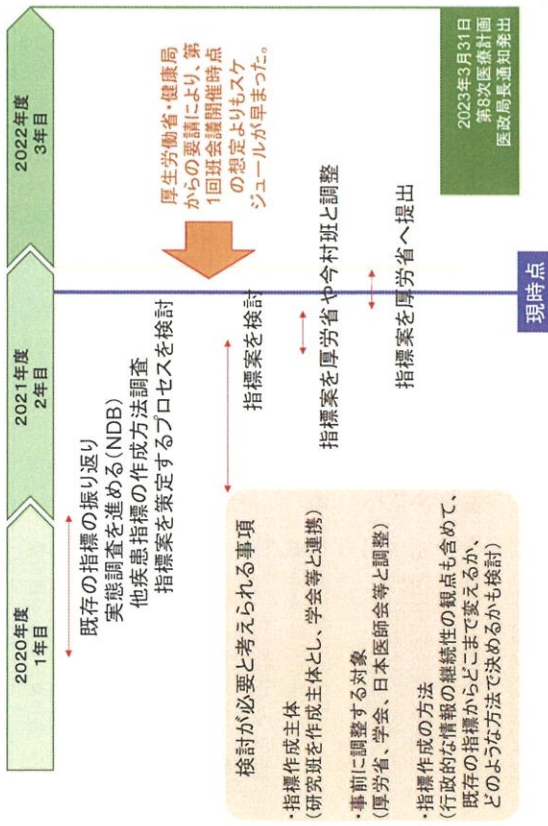 2020年度
1年目
2021年度
2年目
2022年度
3年目
既存の指標の振り返り
実態調査を進める(NDB)
他疾患指標の作成方法調査
指標案を策定するプロセスを検討
厚生労働省・健康局
からの要請により、第
1回班会議開催時点
の想定よりもスケ
ジュールが早まった。
指標案を検討
指標案を厚労省や今村班と調整
指標案を厚労省へ提出
検討が必要と考えられる事項
・指標作成主体
(研究班を作成主体とし、学会等と連携)
・事前に調整する対象
(厚労省、学会、日本医師会等と調整)
・指標作成の方法
(行政的な情報の継続性の観点も含めて、
既存の指標からどこまで変えるか、
どのような方法で決めるかも検討)
現時点
2023年3月31日
第8次医療計画
医政局長通知発出